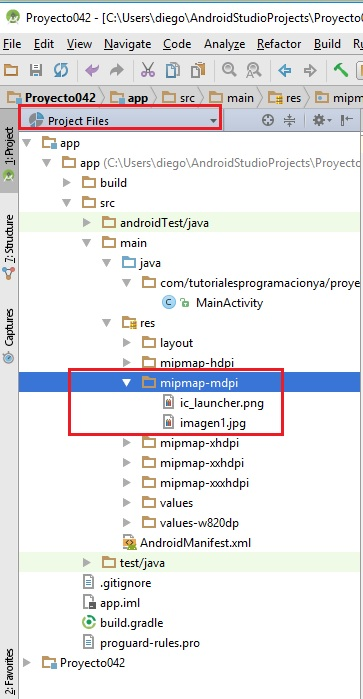 Proyecto042 - [C:\Users\diego\AndroidStudioProjects\Proyecto
File Edit View Navigate Code Analyze Refactor
Proyecto042 app src main res mipm
Project Files
app
app (C:\Users\diego\AndroidStudioProjects\Proyecto
build
src
androidTest/java
main
java
com/tutorialesprogramacionya/proye
MainActivity
res
layout
mipmap-hdpi
mipmap-mdpi
ic_launcher.png
imagen1.jpg
mipmap-xhdpi
mipmap-xxhdpi
mipmap-xxxhdpi
values
values-w820dp
AndroidManifest.xml
test/java
.gitignore
app.iml
build.gradle
proguard-rules.pro
Proyecto042
1: Project
7: Structure
Captures
2: Favorites